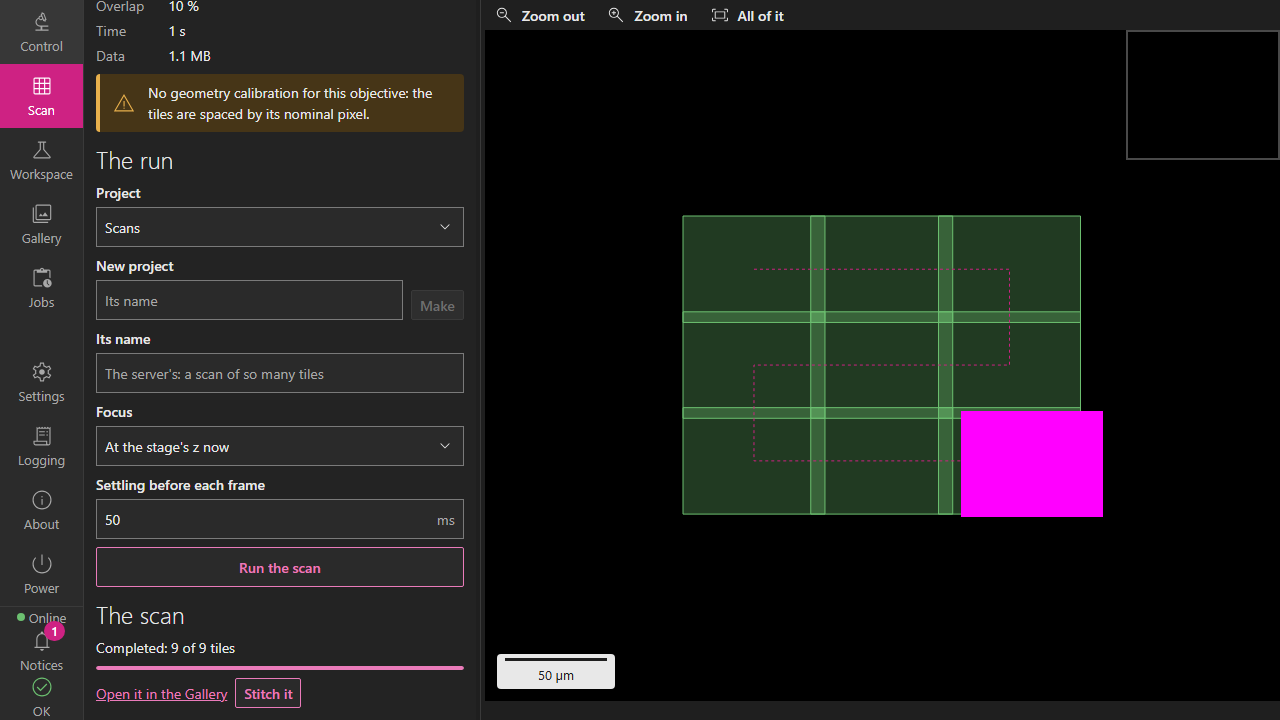 Control
Scan
Workspace
Gallery
Jobs
Settings
Logging
About
Power
Online
1
Notices
OK
Overlap 10 %
Time 1 s
Data 1.1 MB
No geometry calibration for this objective: the
tiles are spaced by its nominal pixel.
The run
Project
Scans
New project
Its name
Make
Its name
The server's: a scan of so many tiles
Focus
At the stage's z now
Settling before each frame
50 ms
Run the scan
The scan
Completed: 9 of 9 tiles
Open it in the Gallery
Stitch it
Zoom out
Zoom in
All of it
50 µm